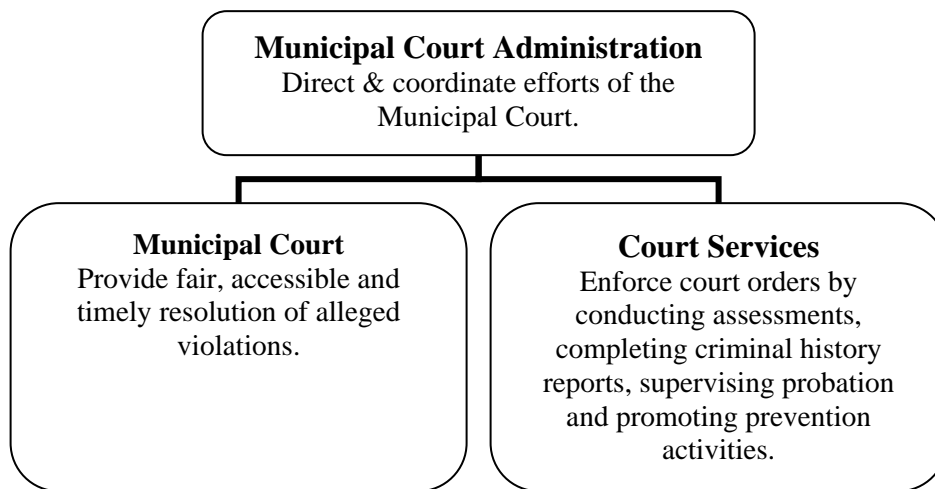 Municipal Court Administration
Direct & coordinate efforts of the
Municipal Court.
Municipal Court
Provide fair, accessible and
timely resolution of alleged
violations.
Court Services
Enforce court orders by
conducting assessments,
completing criminal history
reports, supervising probation
and promoting prevention
activities.